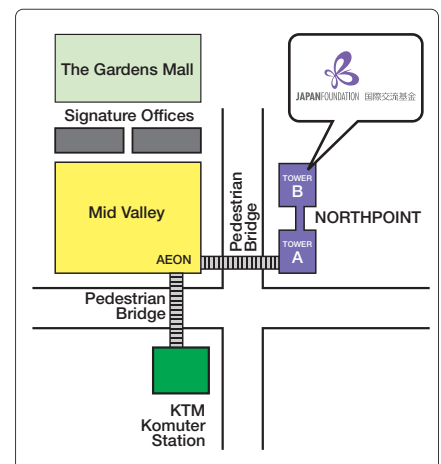 The Gardens Mall
JAPANFOUNDATION 国際交流基金
Signature Offices
TOWER
B
Mid Valley
Pedestrian
Bridge
NORTHPOINT
TOWER
A
AEON
Pedestrian
Bridge
KTM
Komuter
Station